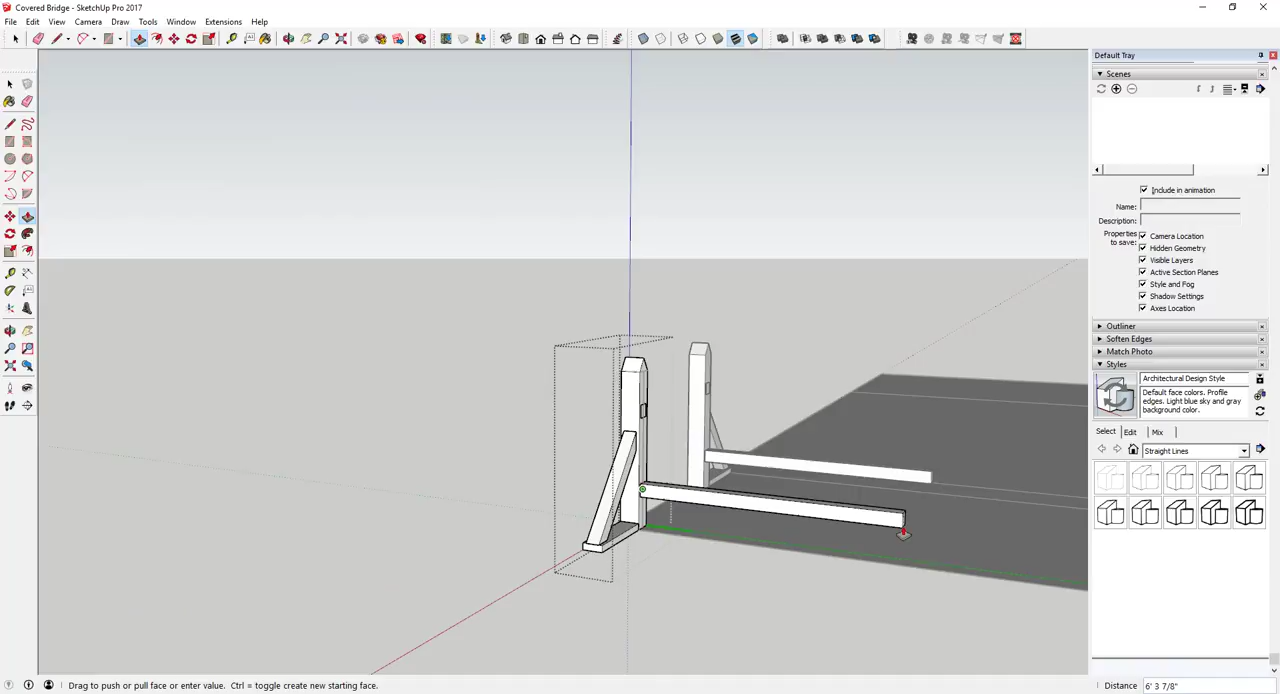 Covered Bridge - SketchUp Pro 2017
File Edit View Camera Draw Tools Window Extensions Help
Default Tray
Scenes
Include in animation
Name:
Description:
Properties to save:
Camera Location
Hidden Geometry
Visible Layers
Active Section Planes
Style and Fog
Shadow Settings
Axes Location
Outliner
Soften Edges
Match Photo
Styles
Architectural Design Style
Default face colors. Profile
edges. Light blue sky and gray
background color.
Select Edit Mix
Straight Lines
Drag to push or pull face or enter value. Ctrl = toggle create new starting face.
Distance 6' 3 7/8"